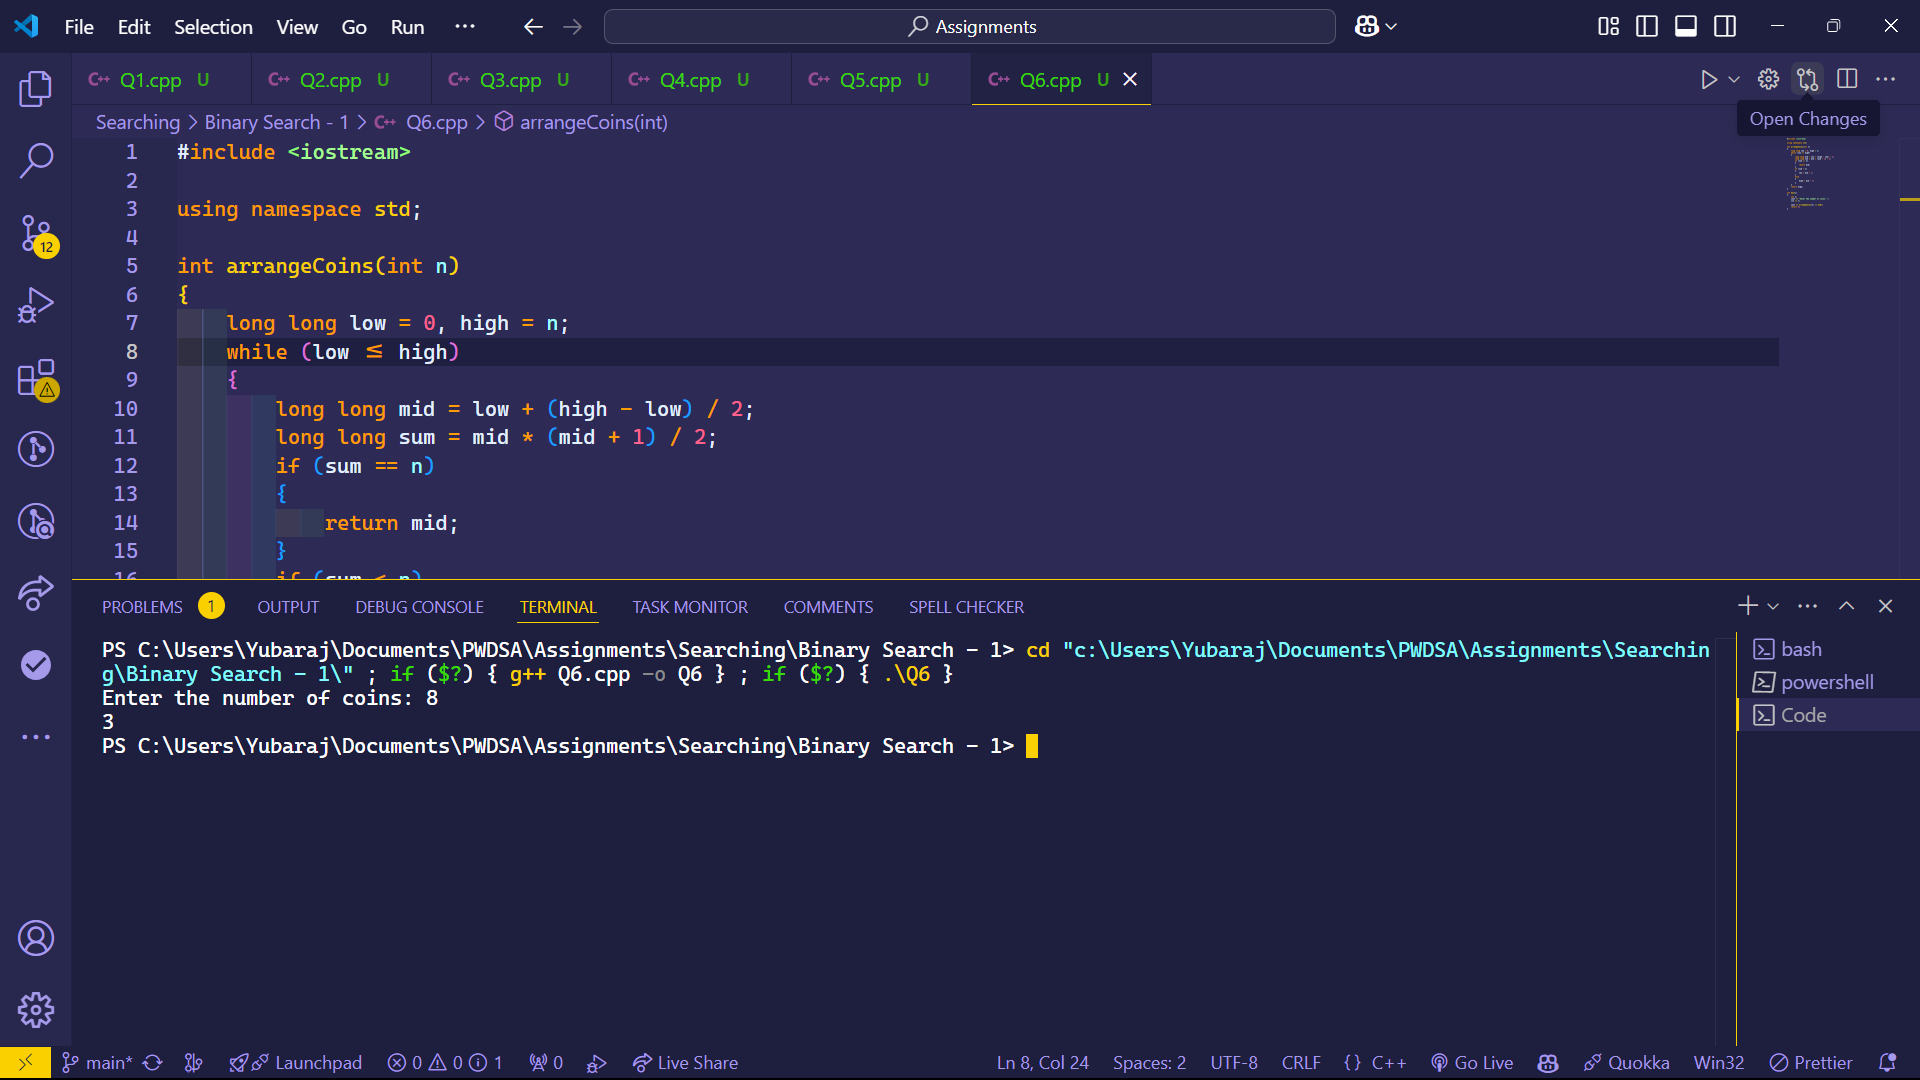 File Edit Selection View Go Run ··· Assignments
C++ Q1.cpp U C++ Q2.cpp U C++ Q3.cpp U C++ Q4.cpp U C++ Q5.cpp U C++ Q6.cpp U
Open Changes
Searching > Binary Search - 1 > C++ Q6.cpp > arrangeCoins(int)
1 #include <iostream>
2
3 using namespace std;
4
5 int arrangeCoins(int n)
6 {
7 long long low = 0, high = n;
8 while (low ≤ high)
9 {
10 long long mid = low + (high - low) / 2;
11 long long sum = mid * (mid + 1) / 2;
12 if (sum == n)
13 {
14 return mid;
15 }
16 if (sum < n)
12
PROBLEMS 1 OUTPUT DEBUG CONSOLE TERMINAL TASK MONITOR COMMENTS SPELL CHECKER
PS C:\Users\Yubaraj\Documents\PWDSA\Assignments\Searching\Binary Search - 1> cd "c:\Users\Yubaraj\Documents\PWDSA\Assignments\Searchin
g\Binary Search - 1\" ; if ($?) { g++ Q6.cpp -o Q6 } ; if ($?) { .\Q6 }
Enter the number of coins: 8
3
PS C:\Users\Yubaraj\Documents\PWDSA\Assignments\Searching\Binary Search - 1>
bash
powershell
Code
main* Launchpad 0 0 1 0 Live Share Ln 8, Col 24 Spaces: 2 UTF-8 CRLF {} C++ Go Live Quokka Win32 Prettier